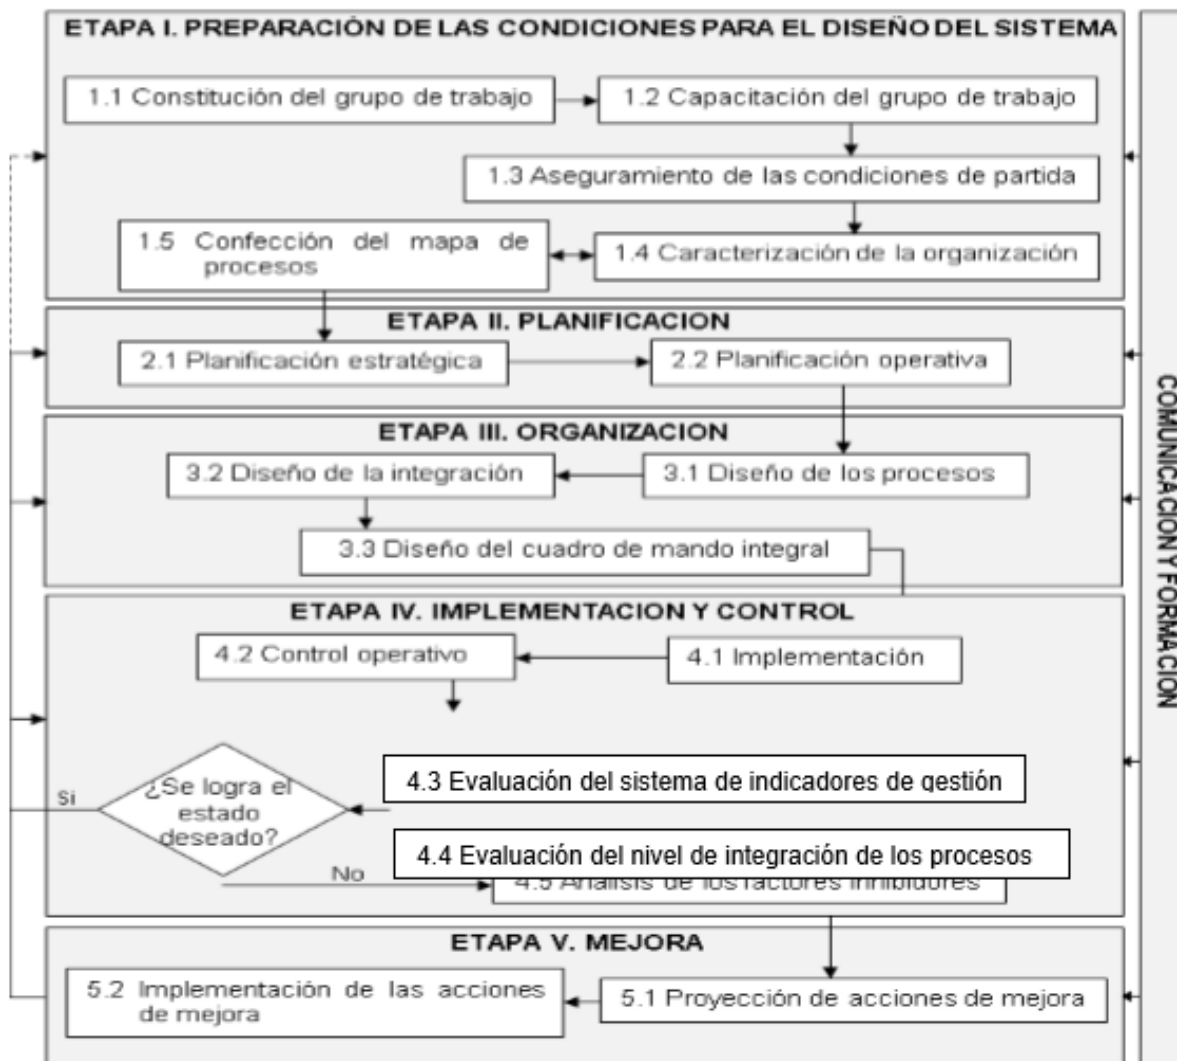 ETAPA I. PREPARACIÓN DE LAS CONDICIONES PARA EL DISEÑO DEL SISTEMA
1.1 Constitución del grupo de trabajo
1.2 Capacitación del grupo de trabajo
1.3 Aseguramiento de las condiciones de partida
1.5 Confección del mapa de
procesos
1.4 Caracterización de la organización
ETAPA II. PLANIFICACION
2.1 Planificación estratégica
2.2 Planificación operativa
ETAPA III. ORGANIZACION
3.2 Diseño de la integración
3.1 Diseño de los procesos
3.3 Diseño del cuadro de mando integral
ETAPA IV. IMPLEMENTACION Y CONTROL
4.2 Control operativo
4.1 Implementación
4.3 Evaluación del sistema de indicadores de gestión
¿Se logra el
estado
deseado?
Si
4.4 Evaluación del nivel de integración de los procesos
No
4.5 Análisis de los factores inhibidores
ETAPA V. MEJORA
5.2 Implementación de las acciones
de mejora
5.1 Proyección de acciones de mejora
COMUNICACION Y FORMACION